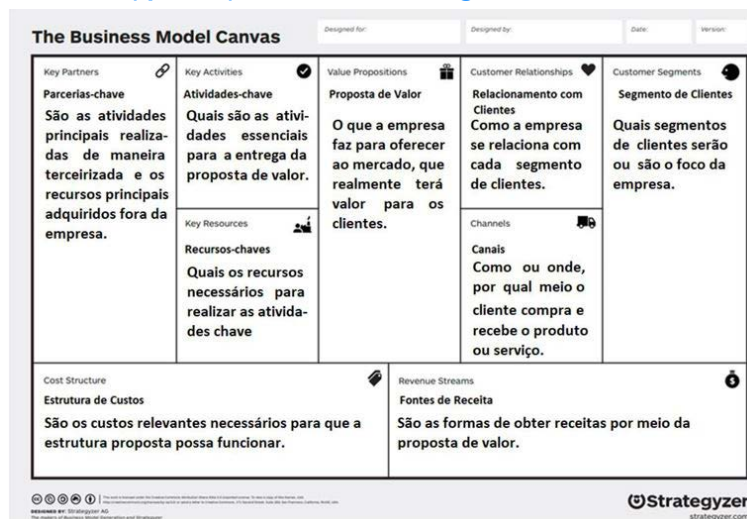 The Business Model Canvas
Designed for:
Designed by:
Date:
Version:
Key Partners
Parcerias-chave
São as atividades
principais realiza-
das de maneira
terceirizada e os
recursos principais
adquiridos fora da
empresa.
Key Activities
Atividades-chave
Quais são as ativi-
dades essenciais
para a entrega da
proposta de valor.
Key Resources
Recursos-chaves
Quais os recursos
necessários para
realizar as ativida-
des chave
Value Propositions
Proposta de Valor
O que a empresa
faz para oferecer
ao mercado, que
realmente terá
valor para os
clientes.
Customer Relationships
Relacionamento com
Clientes
Como a empresa
se relaciona com
cada segmento
de clientes.
Channels
Canais
Como ou onde,
por qual meio o
cliente compra e
recebe o produto
ou serviço.
Customer Segments
Segmento de Clientes
Quais segmentos
de clientes serão
ou são o foco da
empresa.
Cost Structure
Estrutura de Custos
São os custos relevantes necessários para que a
estrutura proposta possa funcionar.
Revenue Streams
Fontes de Receita
São as formas de obter receitas por meio da
proposta de valor.
DESIGNED BY: Strategyzer AG
The makers of Business Model Generation and Strategyzer
Strategyzer
strategyzer.com